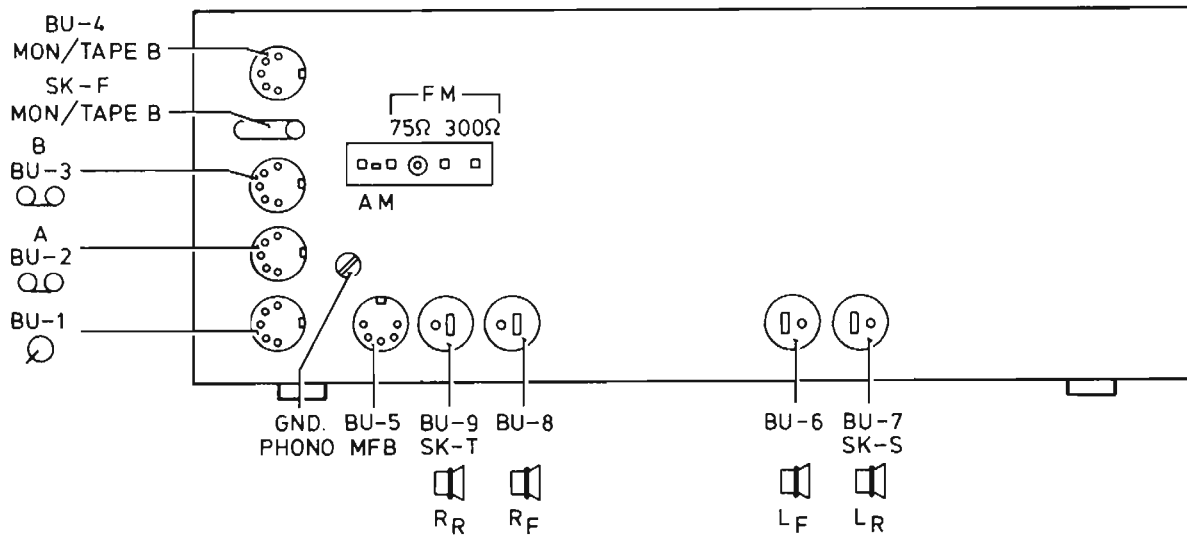 BU-4
MON/TAPE B
SK-F
MON/TAPE B
B
BU-3
A
BU-2
BU-1
FM
75Ω 300Ω
AM
GND.
PHONO
BU-5
MFB
BU-9
SK-T
RR
BU-8
RF
BU-6
LF
BU-7
SK-S
LR